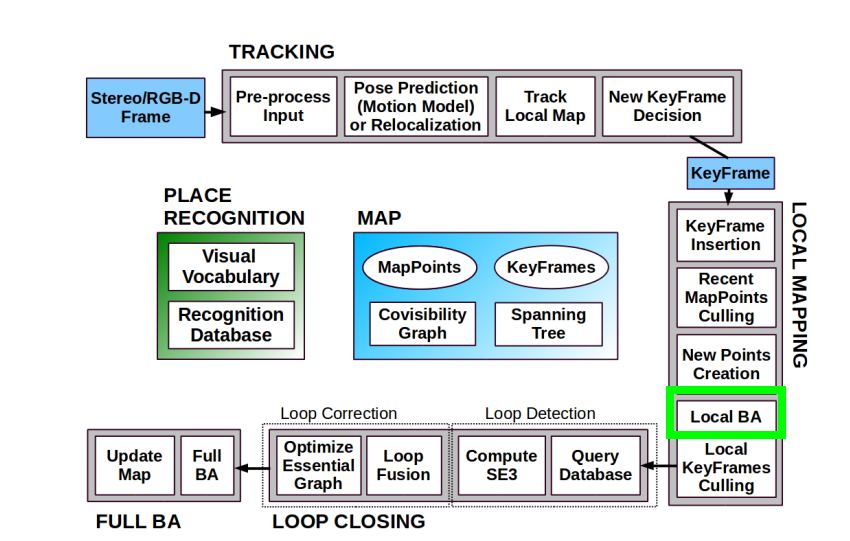 TRACKING
Stereo/RGB-D
Frame
Pre-process
Input
Pose Prediction
(Motion Model)
or Relocalization
Track
Local Map
New KeyFrame
Decision
KeyFrame
PLACE
RECOGNITION
Visual
Vocabulary
Recognition
Database
MAP
MapPoints
KeyFrames
Covisibility
Graph
Spanning
Tree
LOCAL MAPPING
KeyFrame
Insertion
Recent
MapPoints
Culling
New Points
Creation
Local BA
Local
KeyFrames
Culling
Loop Correction
Loop Detection
Update
Map
Full
BA
Optimize
Essential
Graph
Loop
Fusion
Compute
SE3
Query
Database
FULL BA
LOOP CLOSING